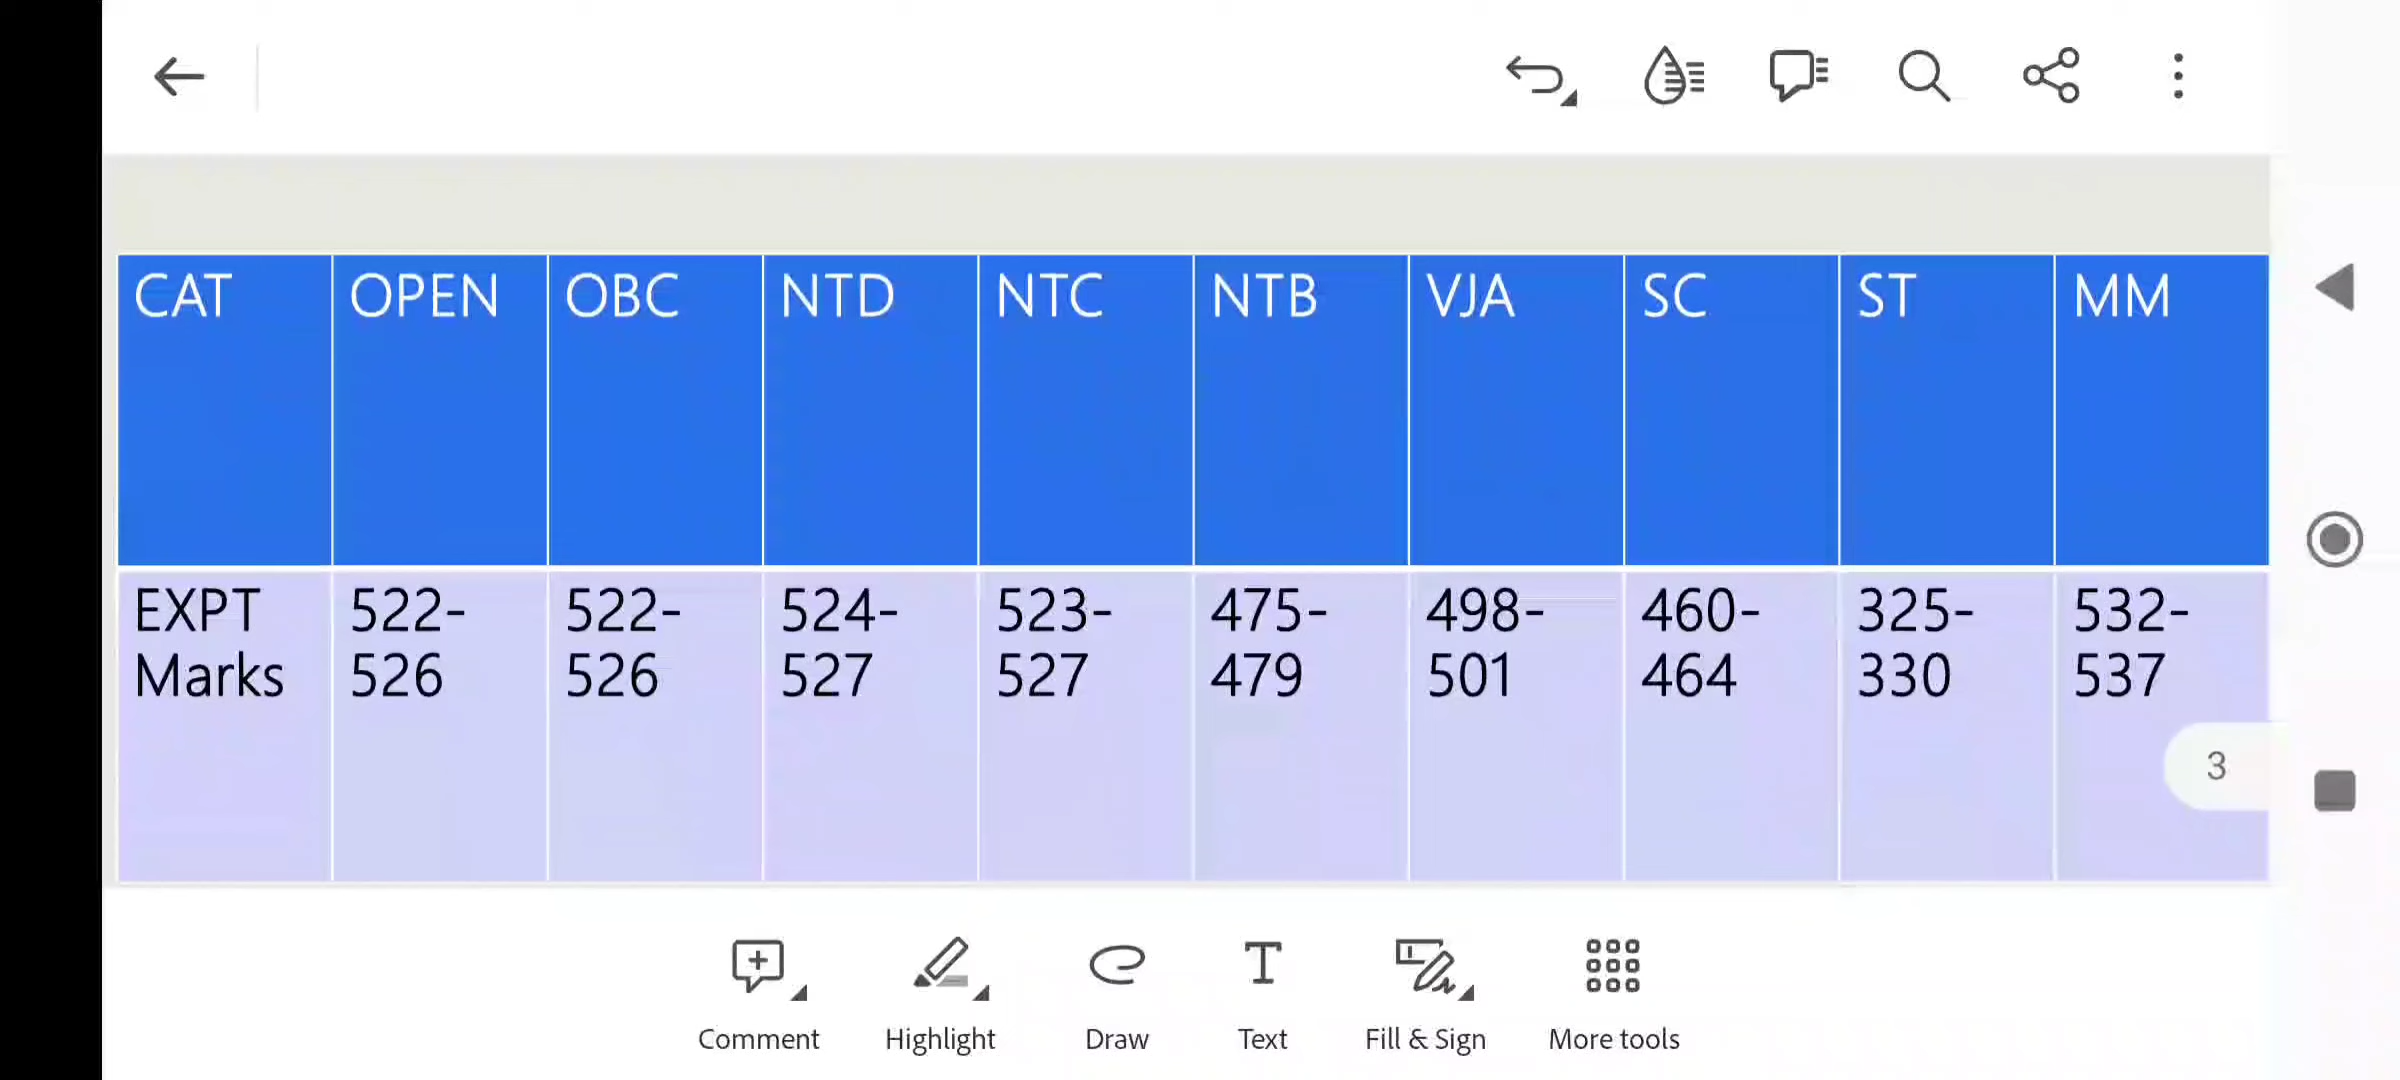 CAT OPEN OBC NTD NTC NTB VJA SC ST MM
EXPT 522- 522- 524- 523- 475- 498- 460- 325- 532-
Marks 526 526 527 527 479 501 464 330 537
3
Comment Highlight Draw Text Fill & Sign More tools